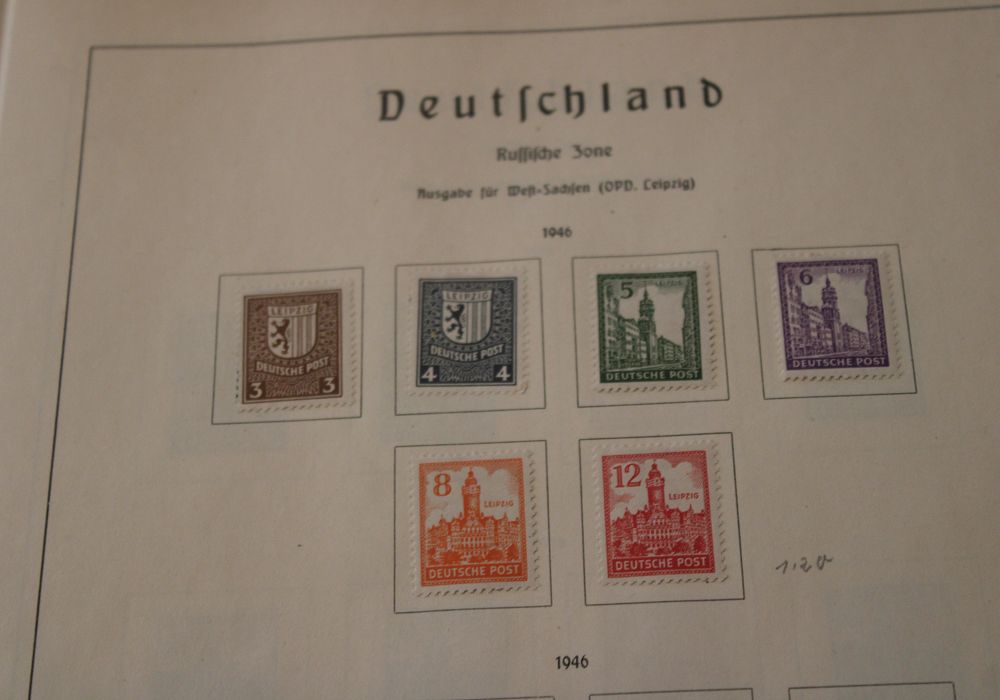 Deutſchland
Ruſſiſche Zone
Ausgabe für Weſt-Sachſen (OPD. Leipzig)
1946
LEIPZIG
DEUTSCHE POST
3 3
LEIPZIG
DEUTSCHE POST
4 4
5 LEIPZIG
DEUTSCHE POST
6 LEIPZIG
DEUTSCHE POST
8
LEIPZIG
DEUTSCHE POST
12
LEIPZIG
DEUTSCHE POST
1.20
1946